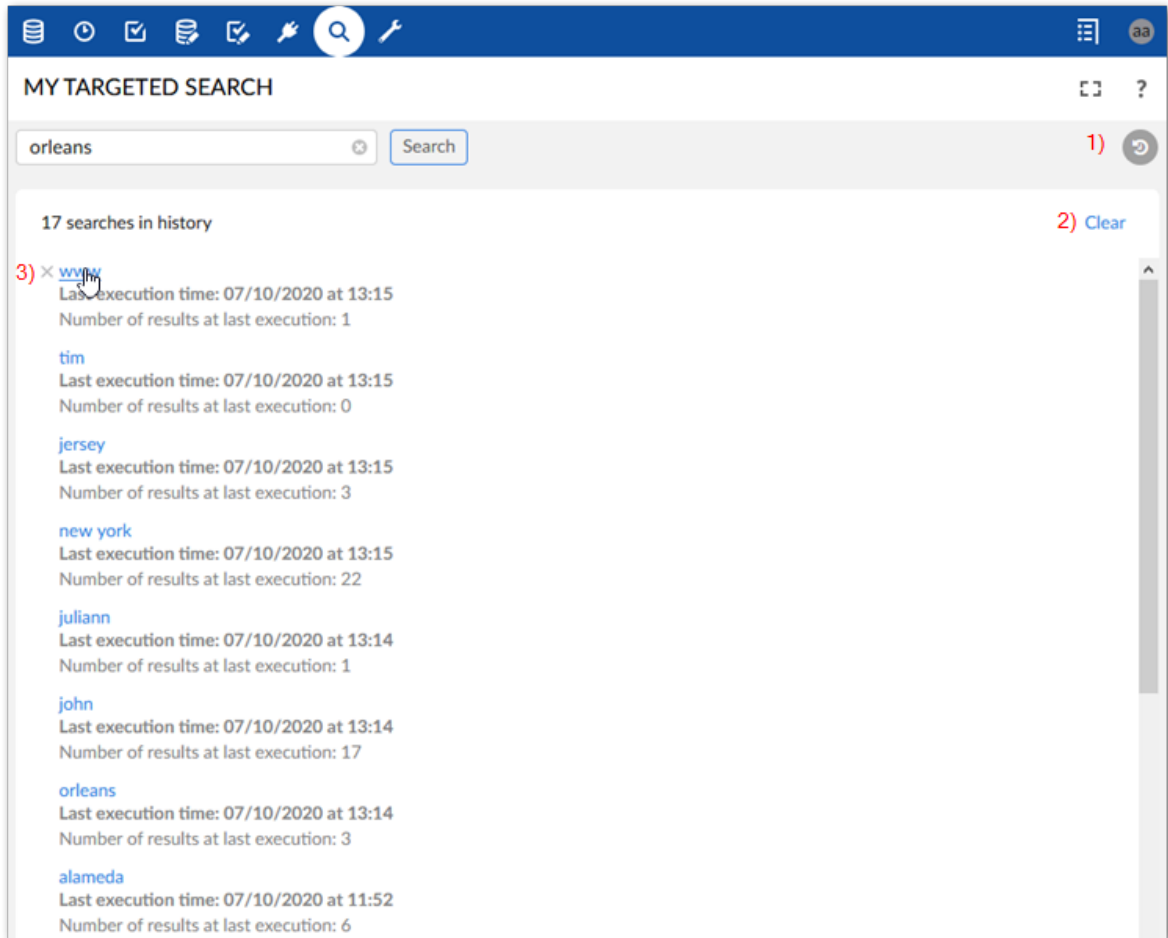 aa
MY TARGETED SEARCH
?
orleans
Search
1)
17 searches in history
2) Clear
3) www
Last execution time: 07/10/2020 at 13:15
Number of results at last execution: 1
tim
Last execution time: 07/10/2020 at 13:15
Number of results at last execution: 0
jersey
Last execution time: 07/10/2020 at 13:15
Number of results at last execution: 3
new york
Last execution time: 07/10/2020 at 13:15
Number of results at last execution: 22
juliann
Last execution time: 07/10/2020 at 13:14
Number of results at last execution: 1
john
Last execution time: 07/10/2020 at 13:14
Number of results at last execution: 17
orleans
Last execution time: 07/10/2020 at 13:14
Number of results at last execution: 3
alameda
Last execution time: 07/10/2020 at 11:52
Number of results at last execution: 6